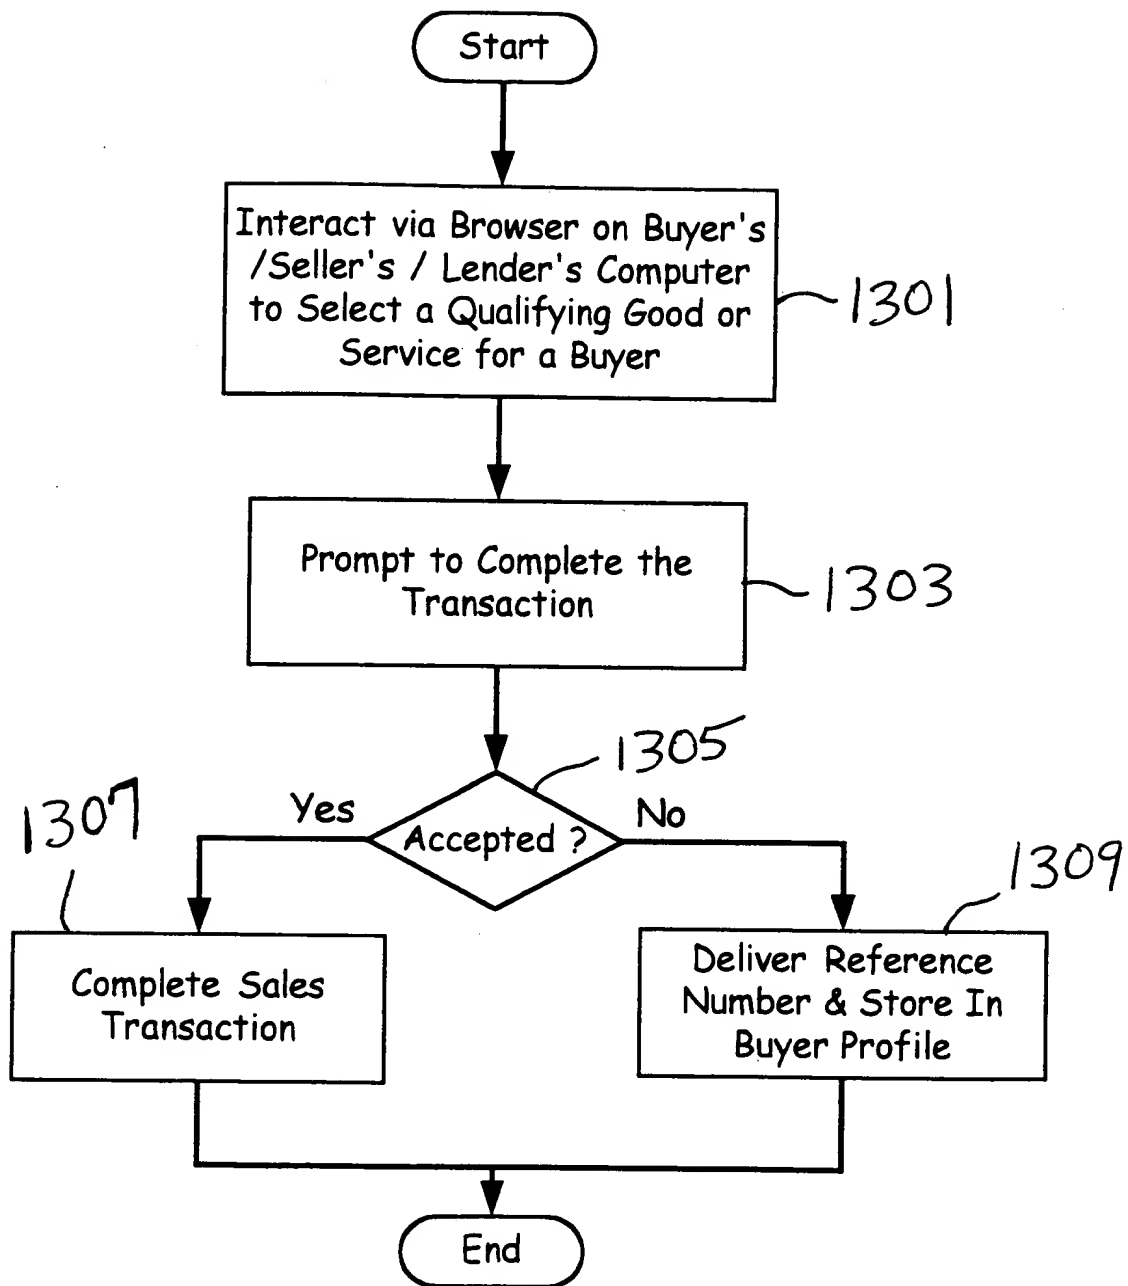 Start
Interact via Browser on Buyer's
/Seller's / Lender's Computer
to Select a Qualifying Good or
Service for a Buyer
1301
Prompt to Complete the
Transaction
1303
1305
Yes
Accepted ?
No
1307
1309
Complete Sales
Transaction
Deliver Reference
Number & Store In
Buyer Profile
End